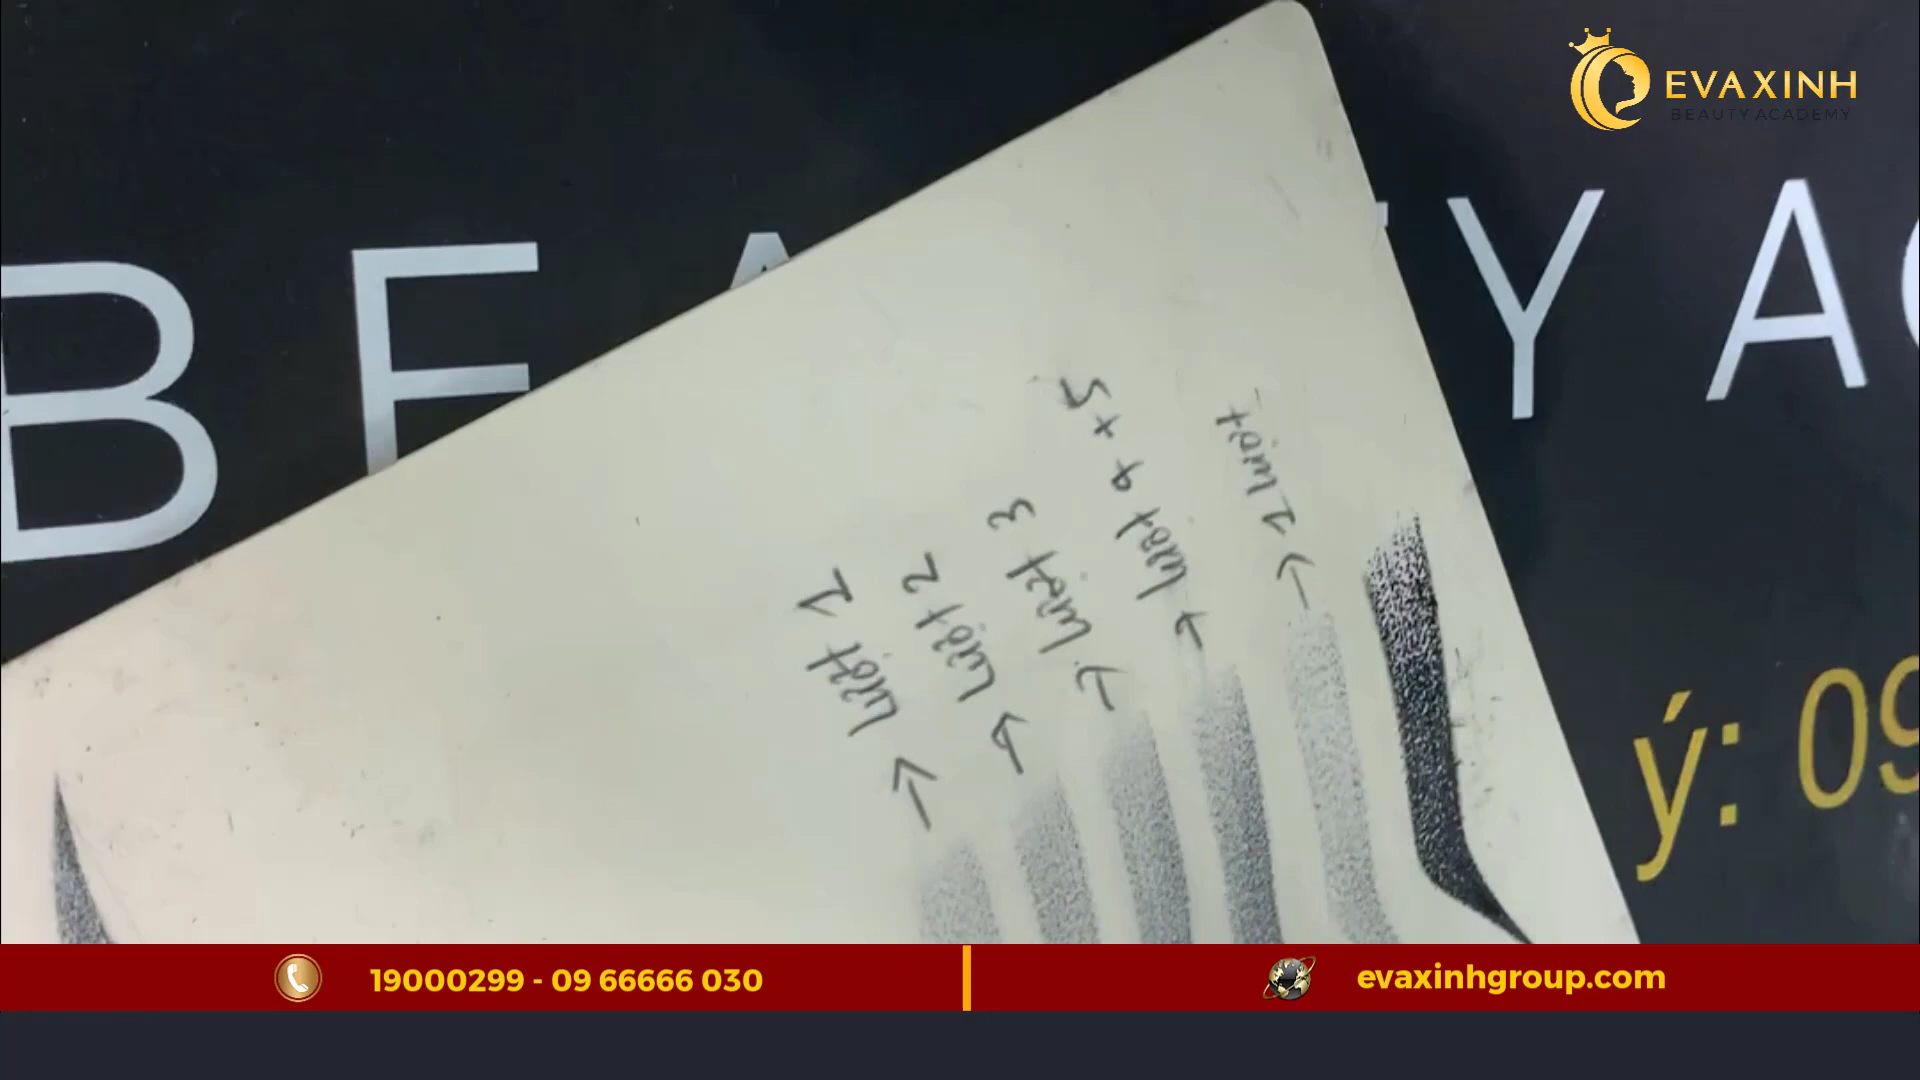 EVAXINH
BEAUTY ACADEMY
BEA Y A
ý: 09
→ lượt 1
→ lượt 2
→ lượt 3
→ lượt 4 + 5
→ 1 lượt
19000299 - 09 66666 030
evaxinhgroup.com